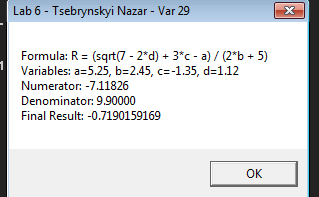 Lab 6 - Tsebrynskyi Nazar - Var 29
Formula: R = (sqrt(7 - 2*d) + 3*c - a) / (2*b + 5)
Variables: a=5.25, b=2.45, c=-1.35, d=1.12
Numerator: -7.11826
Denominator: 9.90000
Final Result: -0.7190159169
OK